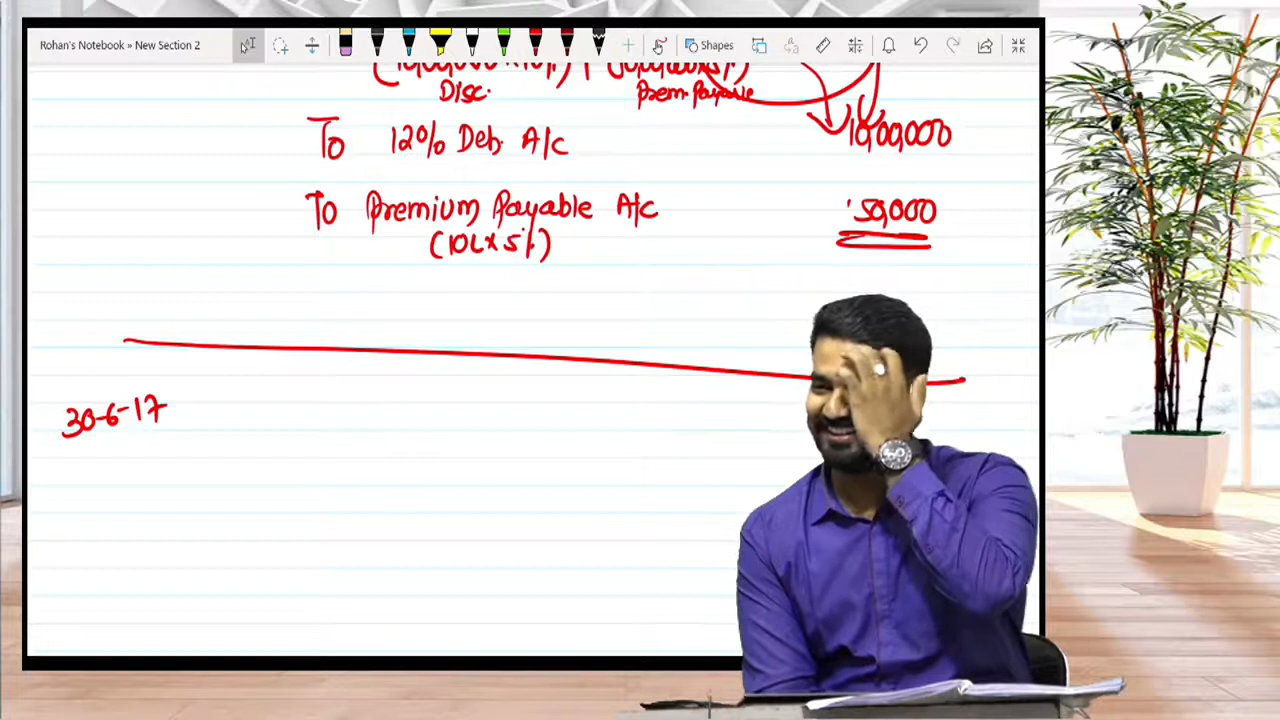 Rohan's Notebook » New Section 2
Shapes
Disc.
Prem. Payable
To 12% Deb. A/c 10,00,000
To Premium Payable A/c 50,000
(10L x 5%)
30-6-17